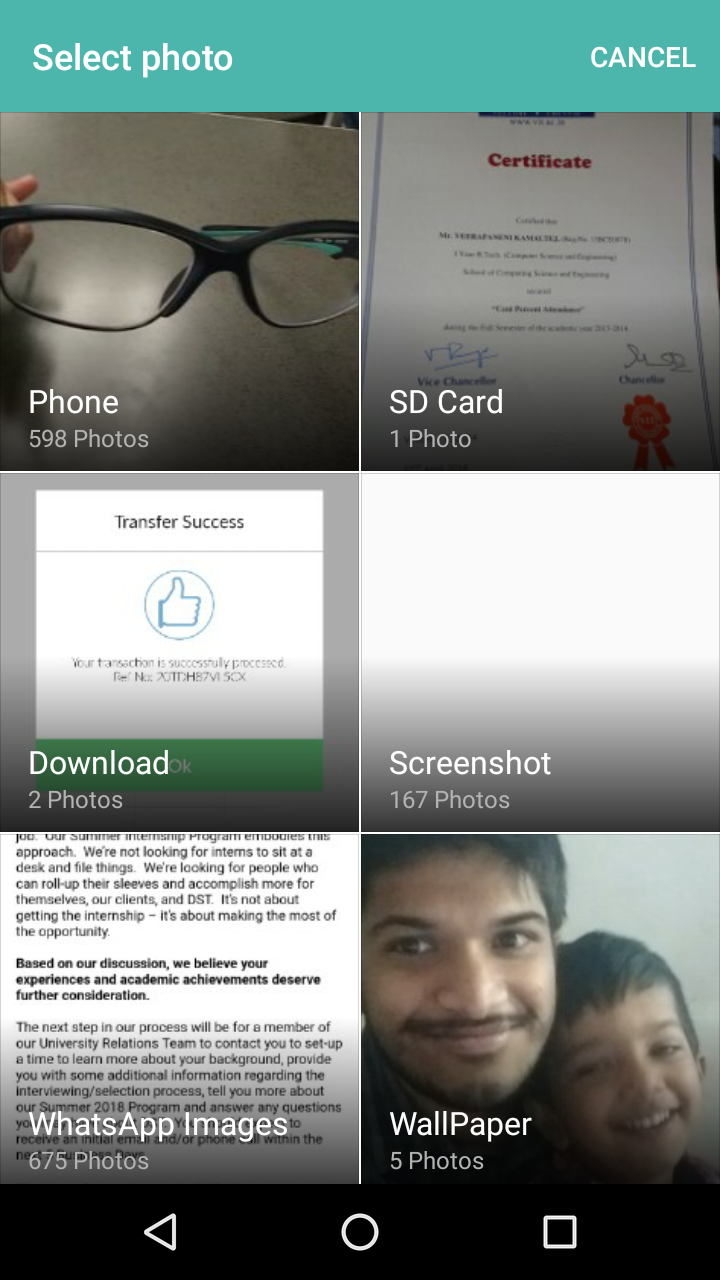 Select photo
CANCEL
Phone
598 Photos
Certificate
Certified that
Mr. VEERAPANENI KAMALTEJ,
I Year B.Tech. (Computer Science and Engineering)
School of Computing Science and Engineering
secured
"Cent Percent Attendance"
during the Fall Semester of the academic year 2013-2014.
Vice Chancellor
Chancellor
SD Card
1 Photo
Transfer Success
Your transaction is successfully processed.
Ref No:
Ok
Download
2 Photos
Screenshot
167 Photos
job. Our Summer Internship Program embodies this
approach. We're not looking for interns to sit at a
desk and file things. We're looking for people who
can roll-up their sleeves and accomplish more for
themselves, our clients, and DST. It's not about
getting the internship – it's about making the most of
the opportunity.
Based on our discussion, we believe your
experiences and academic achievements deserve
further consideration.
The next step in our process will be for a member of
our University Relations Team to contact you to set-up
a time to learn more about your background, provide
you with some additional information regarding the
interviewing/selection process, tell you more about
our Summer 2018 Program and answer any questions
to
receive an initial email and/or phone call within the
WhatsApp Images
675 Photos
WallPaper
5 Photos